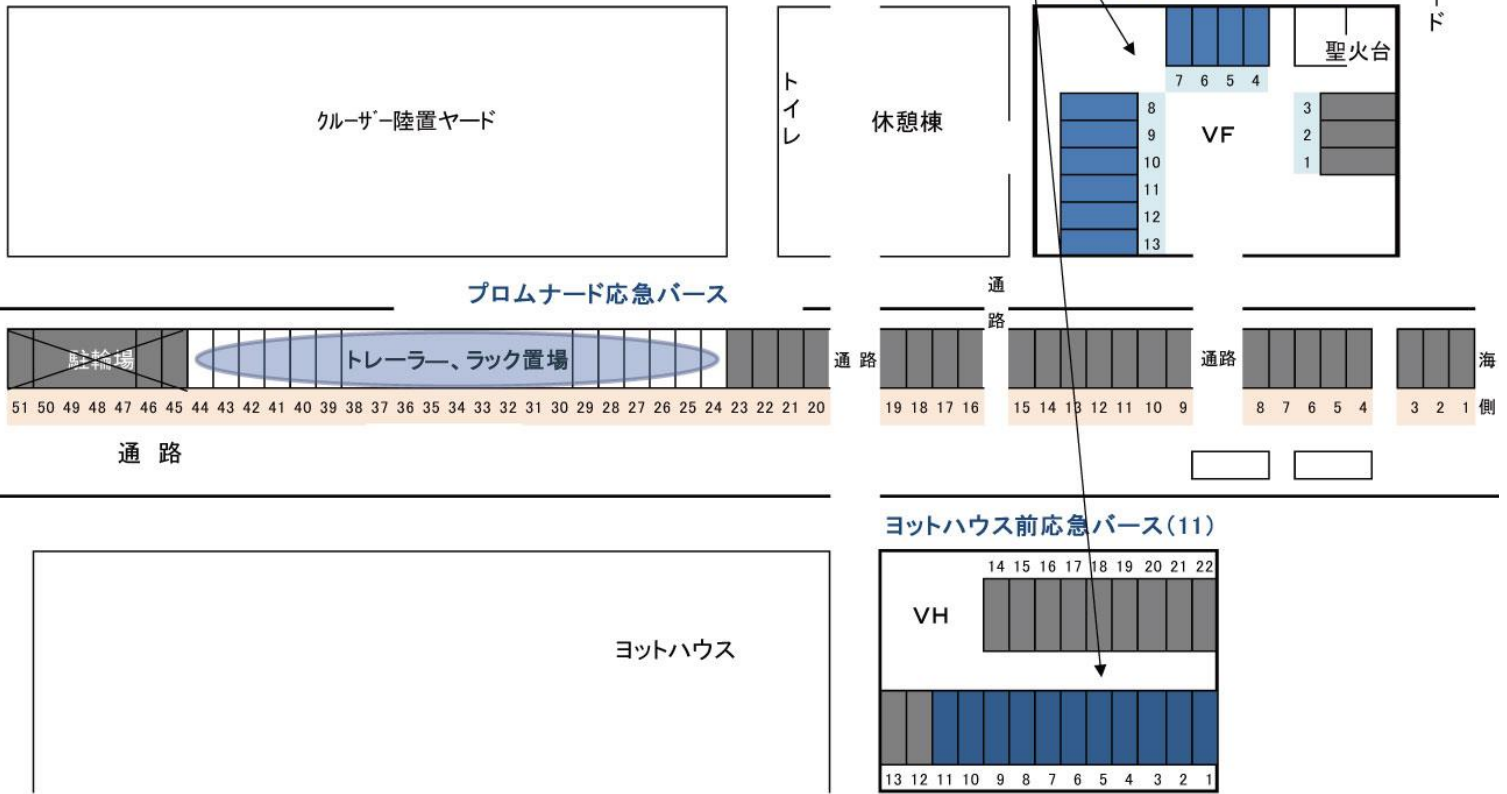 ード
聖火台
クルーザー陸置ヤード
トイレ
休憩棟
7 6 5 4
8
9
10
11
12
13
VF
3
2
1
プロムナード応急バース
通路
駐輪場
トレーラー、ラック置場
通路
通路
海側
51 50 49 48 47 46 45 44 43 42 41 40 39 38 37 36 35 34 33 32 31 30 29 28 27 26 25 24 23 22 21 20
19 18 17 16
15 14 13 12 11 10 9
8 7 6 5 4
3 2 1
通路
ヨットハウス前応急バース(11)
14 15 16 17 18 19 20 21 22
VH
ヨットハウス
13 12 11 10 9 8 7 6 5 4 3 2 1